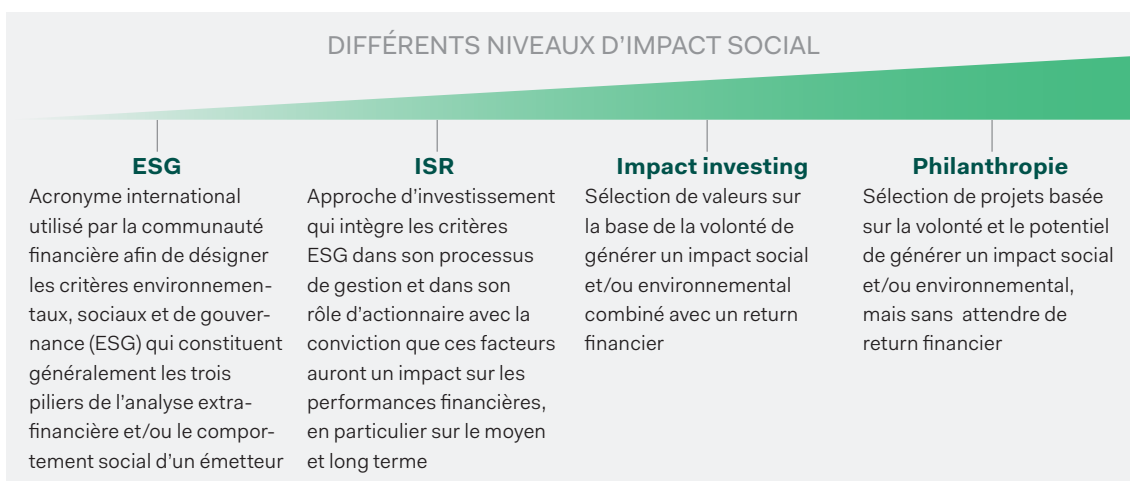 DIFFÉRENTS NIVEAUX D’IMPACT SOCIAL
ESG
Acronyme international
utilisé par la communauté
financière afin de désigner
les critères environnemen-
taux, sociaux et de gouver-
nance (ESG) qui constituent
généralement les trois
piliers de l’analyse extra-
financière et/ou le compor-
tement social d’un émetteur
ISR
Approche d’investissement
qui intègre les critères
ESG dans son processus
de gestion et dans son
rôle d’actionnaire avec la
conviction que ces facteurs
auront un impact sur les
performances financières,
en particulier sur le moyen
et long terme
Impact investing
Sélection de valeurs sur
la base de la volonté de
générer un impact social
et/ou environnemental
combiné avec un return
financier
Philanthropie
Sélection de projets basée
sur la volonté et le potentiel
de générer un impact social
et/ou environnemental,
mais sans attendre de
return financier